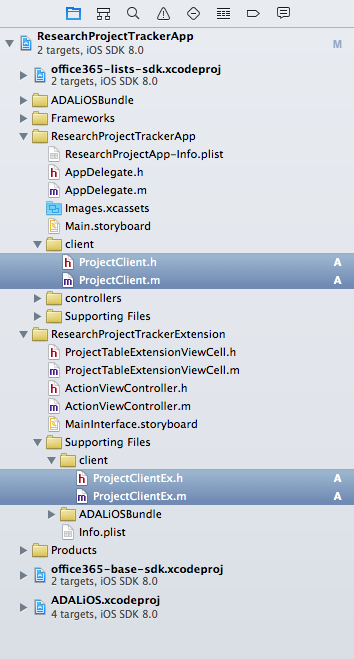 ResearchProjectTrackerApp M
2 targets, iOS SDK 8.0
office365-lists-sdk.xcodeproj
2 targets, iOS SDK 8.0
ADALiOSBundle
Frameworks
ResearchProjectTrackerApp
ResearchProjectApp-Info.plist
h AppDelegate.h
m AppDelegate.m
Images.xcassets
Main.storyboard
client
h ProjectClient.h A
m ProjectClient.m A
controllers
Supporting Files
ResearchProjectTrackerExtension
h ProjectTableExtensionViewCell.h
m ProjectTableExtensionViewCell.m
h ActionViewController.h
m ActionViewController.m
MainInterface.storyboard
Supporting Files
client
h ProjectClientEx.h A
m ProjectClientEx.m A
ADALiOSBundle
Info.plist
Products
office365-base-sdk.xcodeproj
2 targets, iOS SDK 8.0
ADALiOS.xcodeproj
4 targets, iOS SDK 8.0